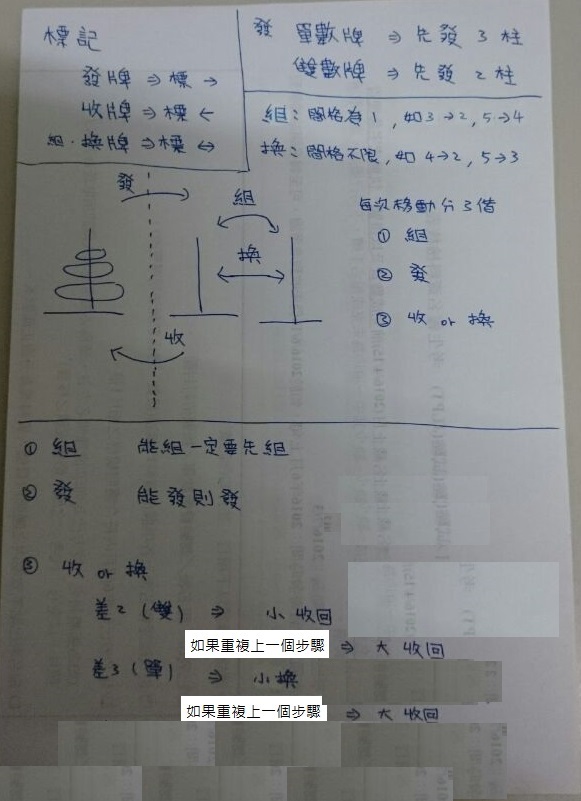 標記
發牌 ⇒ 標 →
收牌 ⇒ 標 ←
組·換牌 ⇒ 標 ↔
發 單數牌 ⇒ 先發 3 柱
雙數牌 ⇒ 先發 2 柱
組: 間格為 1, 如 3→2, 5→4
換: 間格不限, 如 4→2, 5→3
發
組
換
收
每次移動分 3 階
① 組
② 發
③ 收 or 換
① 組 能組一定要先組
② 發 能發則發
③ 收 or 換
差2 (雙) ⇒ 小收回
如果重複上一個步驟 ⇒ 大收回
差3 (單) ⇒ 小換
如果重複上一個步驟 ⇒ 大收回